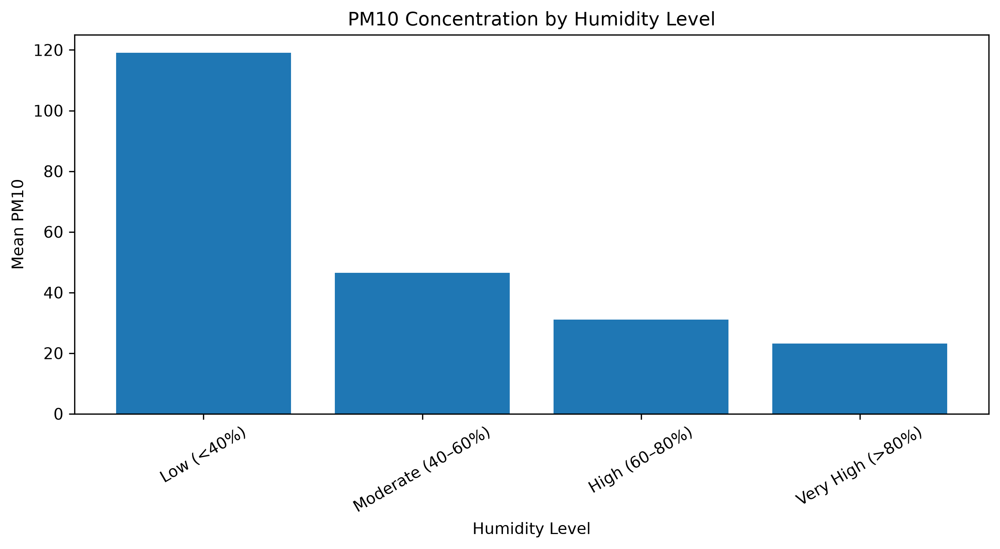 PM10 Concentration by Humidity Level
Mean PM10
120
100
80
60
40
20
0
Low (<40%)
Moderate (40–60%)
High (60–80%)
Very High (>80%)
Humidity Level